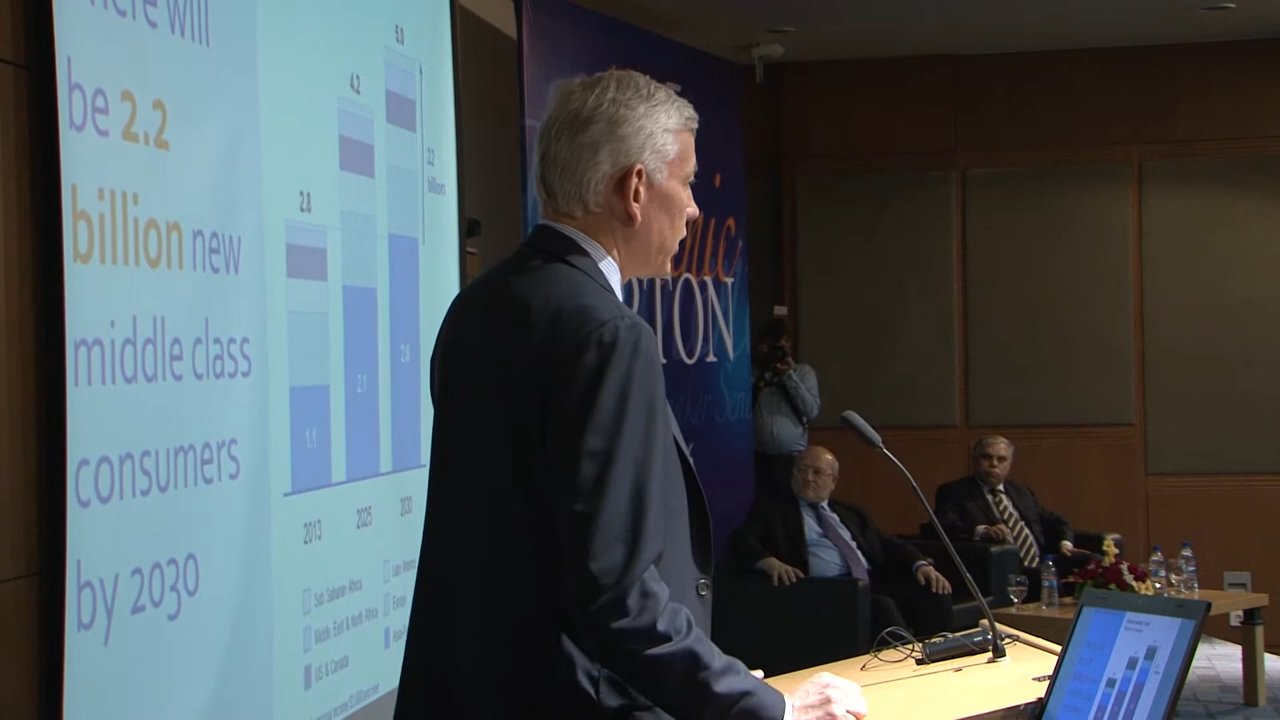 here will
be 2.2
billion new
middle class
consumers
by 2030
5.0
4.2
2.8
2.2
billion
1.1
2.1
2.8
2013
2025
2030
Sub Saharan Africa
Middle East & North Africa
US & Canada
Latin America
Europe
RTON